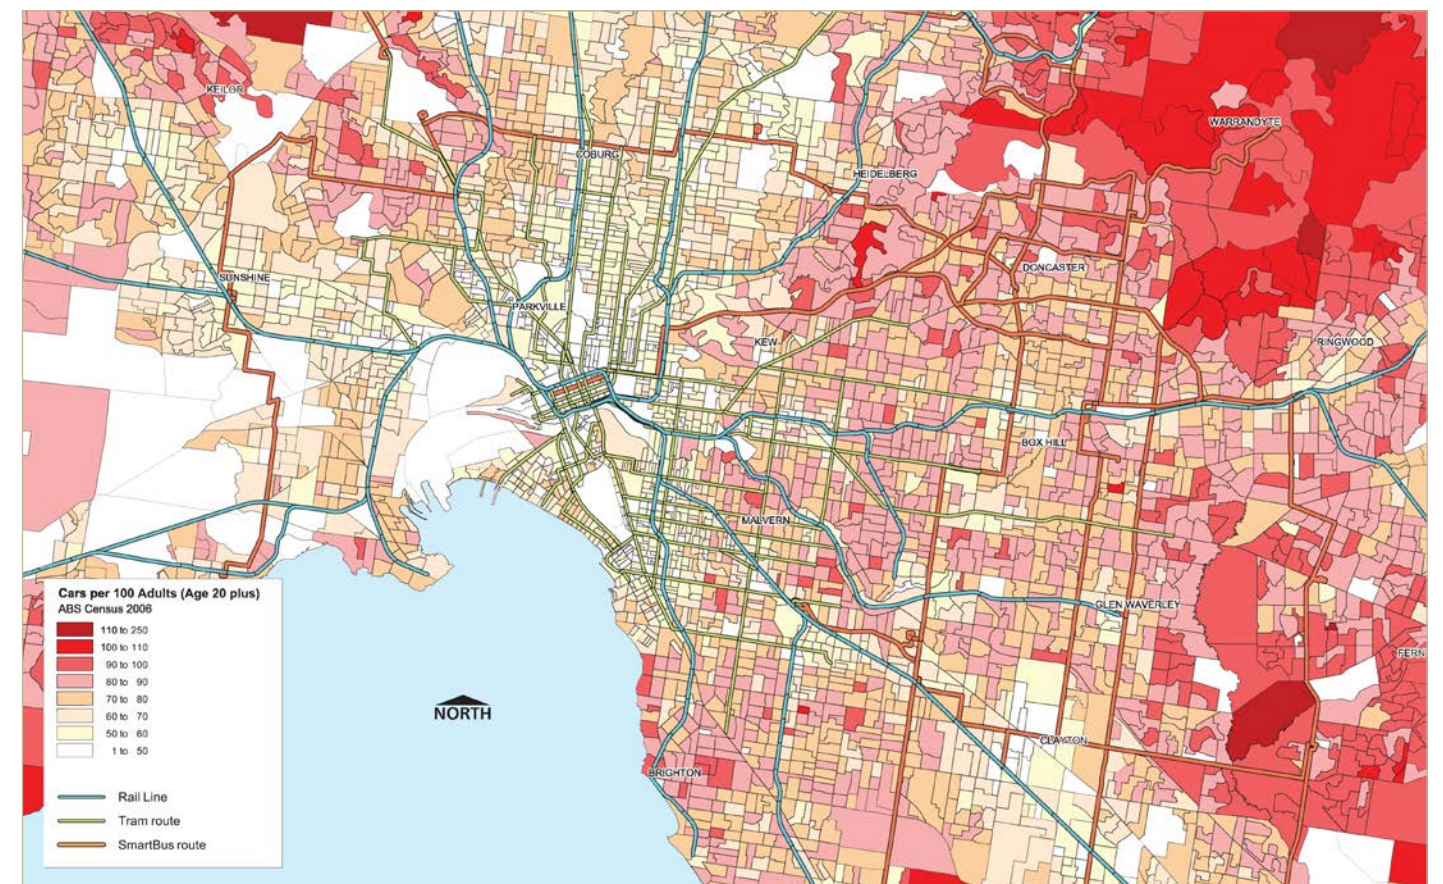 KEILOR
WARRANDYTE
COBURG
HEIDELBERG
SUNSHINE
DONCASTER
PARKVILLE
KEW
RINGWOOD
BOX HILL
MALVERN
GLEN WAVERLEY
FERN
NORTH
CLAYTON
BRIGHTON
Cars per 100 Adults (Age 20 plus)
ABS Census 2006
110 to 250
100 to 110
90 to 100
80 to 90
70 to 80
60 to 70
50 to 60
1 to 50
Rail Line
Tram route
SmartBus route